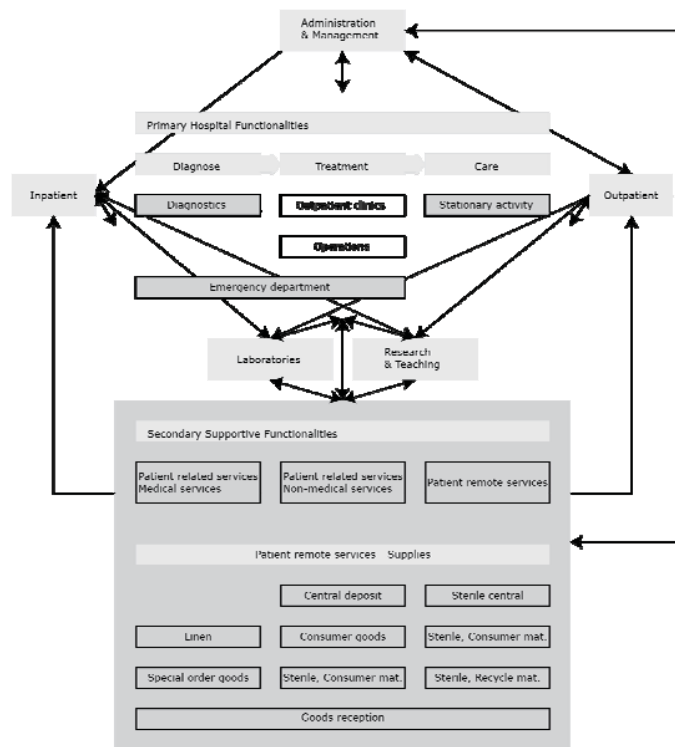 Administration
& Management
Primary Hospital Functionalities
Diagnose
Treatment
Care
Inpatient
Outpatient
Diagnostics
Outpatient clinics
Stationary activity
Operations
Emergency department
Laboratories
Research
& Teaching
Secondary Supportive Functionalities
Patient related services
Medical services
Patient related services
Non-medical services
Patient remote services
Patient remote services Supplies
Central deposit
Sterile central
Linen
Consumer goods
Sterile, Consumer mat.
Special order goods
Sterile, Consumer mat.
Sterile, Recycle mat.
Goods reception